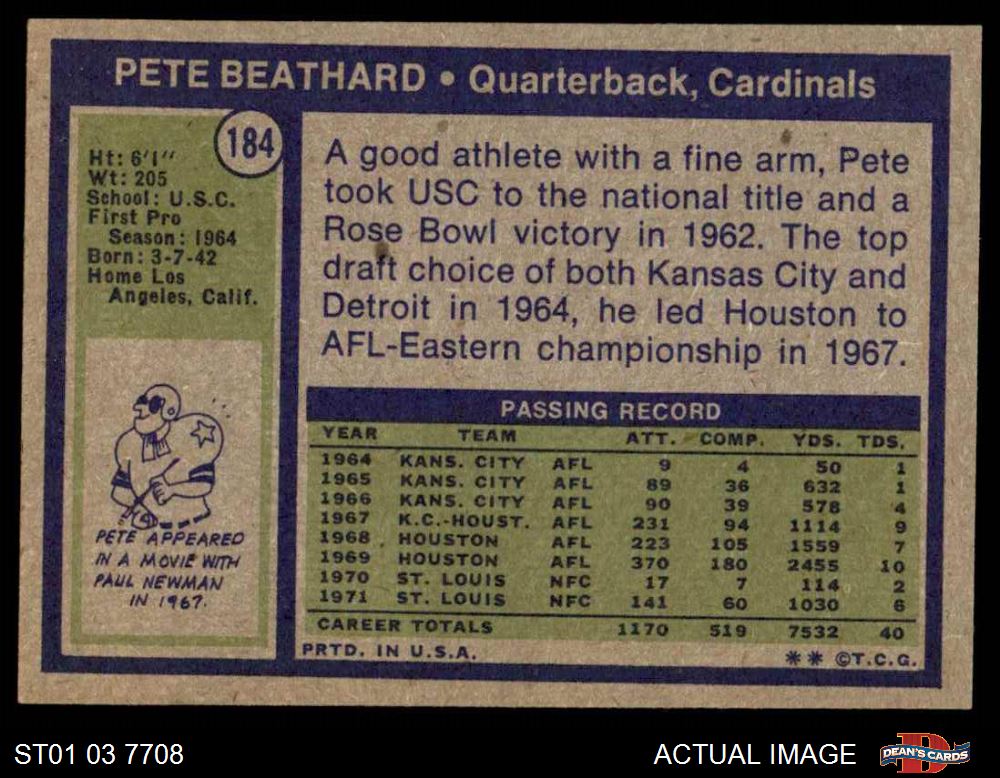 PETE BEATHARD • Quarterback, Cardinals
184
Ht: 6'1"
Wt: 205
School: U.S.C.
First Pro
Season: 1964
Born: 3-7-42
Home Los
Angeles, Calif.
PETE APPEARED
IN A MOVIE WITH
PAUL NEWMAN
IN 1967.
A good athlete with a fine arm, Pete
took USC to the national title and a
Rose Bowl victory in 1962. The top
draft choice of both Kansas City and
Detroit in 1964, he led Houston to
AFL-Eastern championship in 1967.
PASSING RECORD
YEAR TEAM ATT. COMP. YDS. TDS.
1964 KANS. CITY AFL 9 4 50 1
1965 KANS. CITY AFL 89 36 632 1
1966 KANS. CITY AFL 90 39 578 4
1967 K.C.-HOUST. AFL 231 94 1114 9
1968 HOUSTON AFL 223 105 1559 7
1969 HOUSTON AFL 370 180 2455 10
1970 ST. LOUIS NFC 17 7 114 2
1971 ST. LOUIS NFC 141 60 1030 6
CAREER TOTALS 1170 519 7532 40
PRTD. IN U.S.A. ** ©T.C.G.
ST01 03 7708 ACTUAL IMAGE DEAN'S CARDS